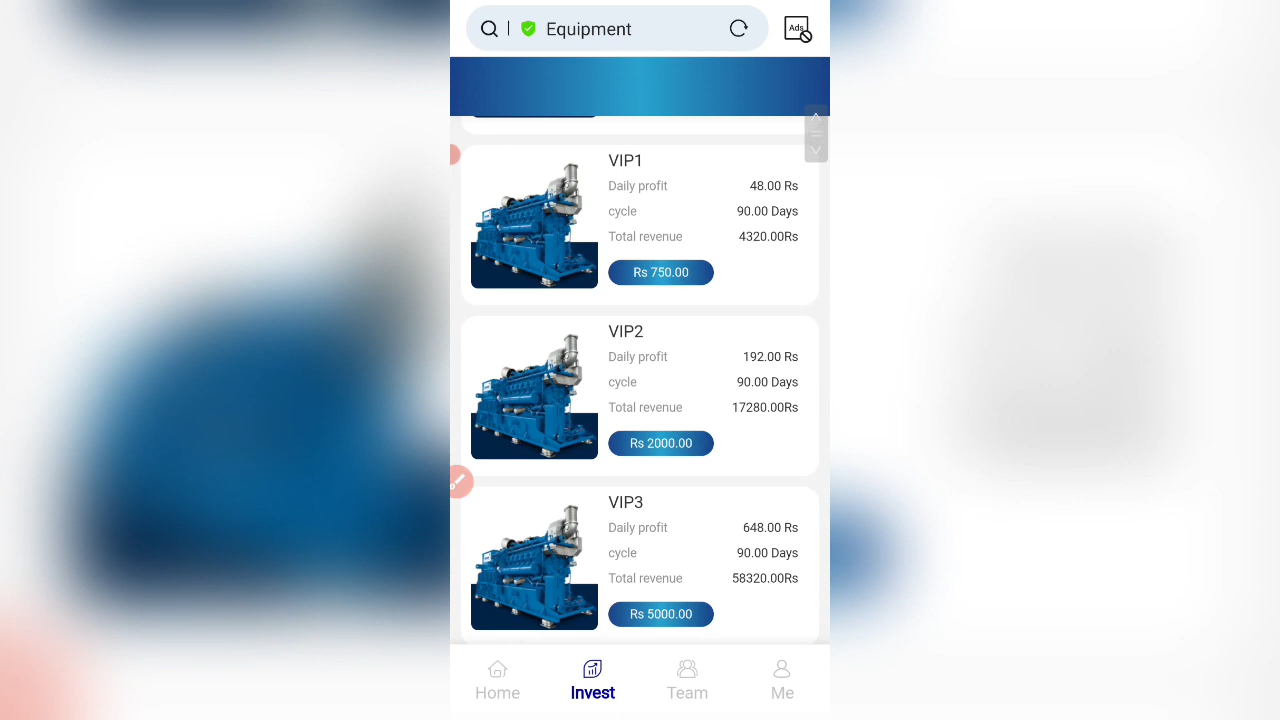 Equipment
Ads
VIP1
Daily profit 48.00 Rs
cycle 90.00 Days
Total revenue 4320.00Rs
Rs 750.00
VIP2
Daily profit 192.00 Rs
cycle 90.00 Days
Total revenue 17280.00Rs
Rs 2000.00
VIP3
Daily profit 648.00 Rs
cycle 90.00 Days
Total revenue 58320.00Rs
Rs 5000.00
Home Invest Team Me